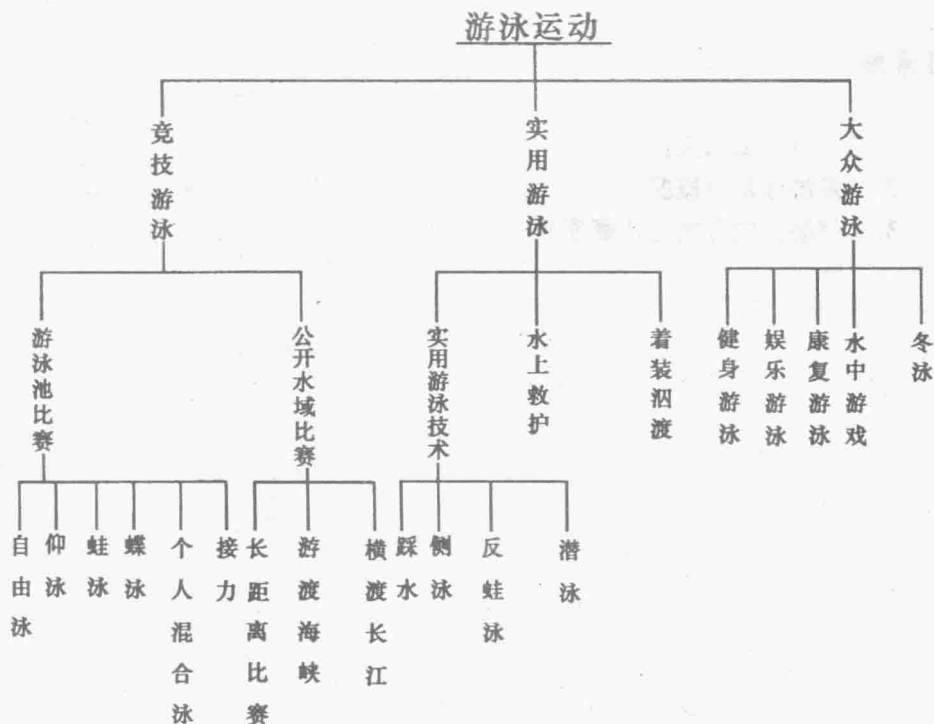 游泳运动
竞技游泳
实用游泳
大众游泳
游泳池比赛
公开水域比赛
实用游泳技术
水上救护
着装泅渡
健身游泳
娱乐游泳
康复游泳
水中游戏
冬泳
自由泳
仰泳
蛙泳
蝶泳
个人混合泳
接力
长距离比赛
游渡海峡
横渡长江
踩水
侧泳
反蛙泳
潜泳